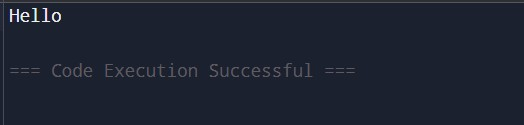 Hello
=== Code Execution Successful ===